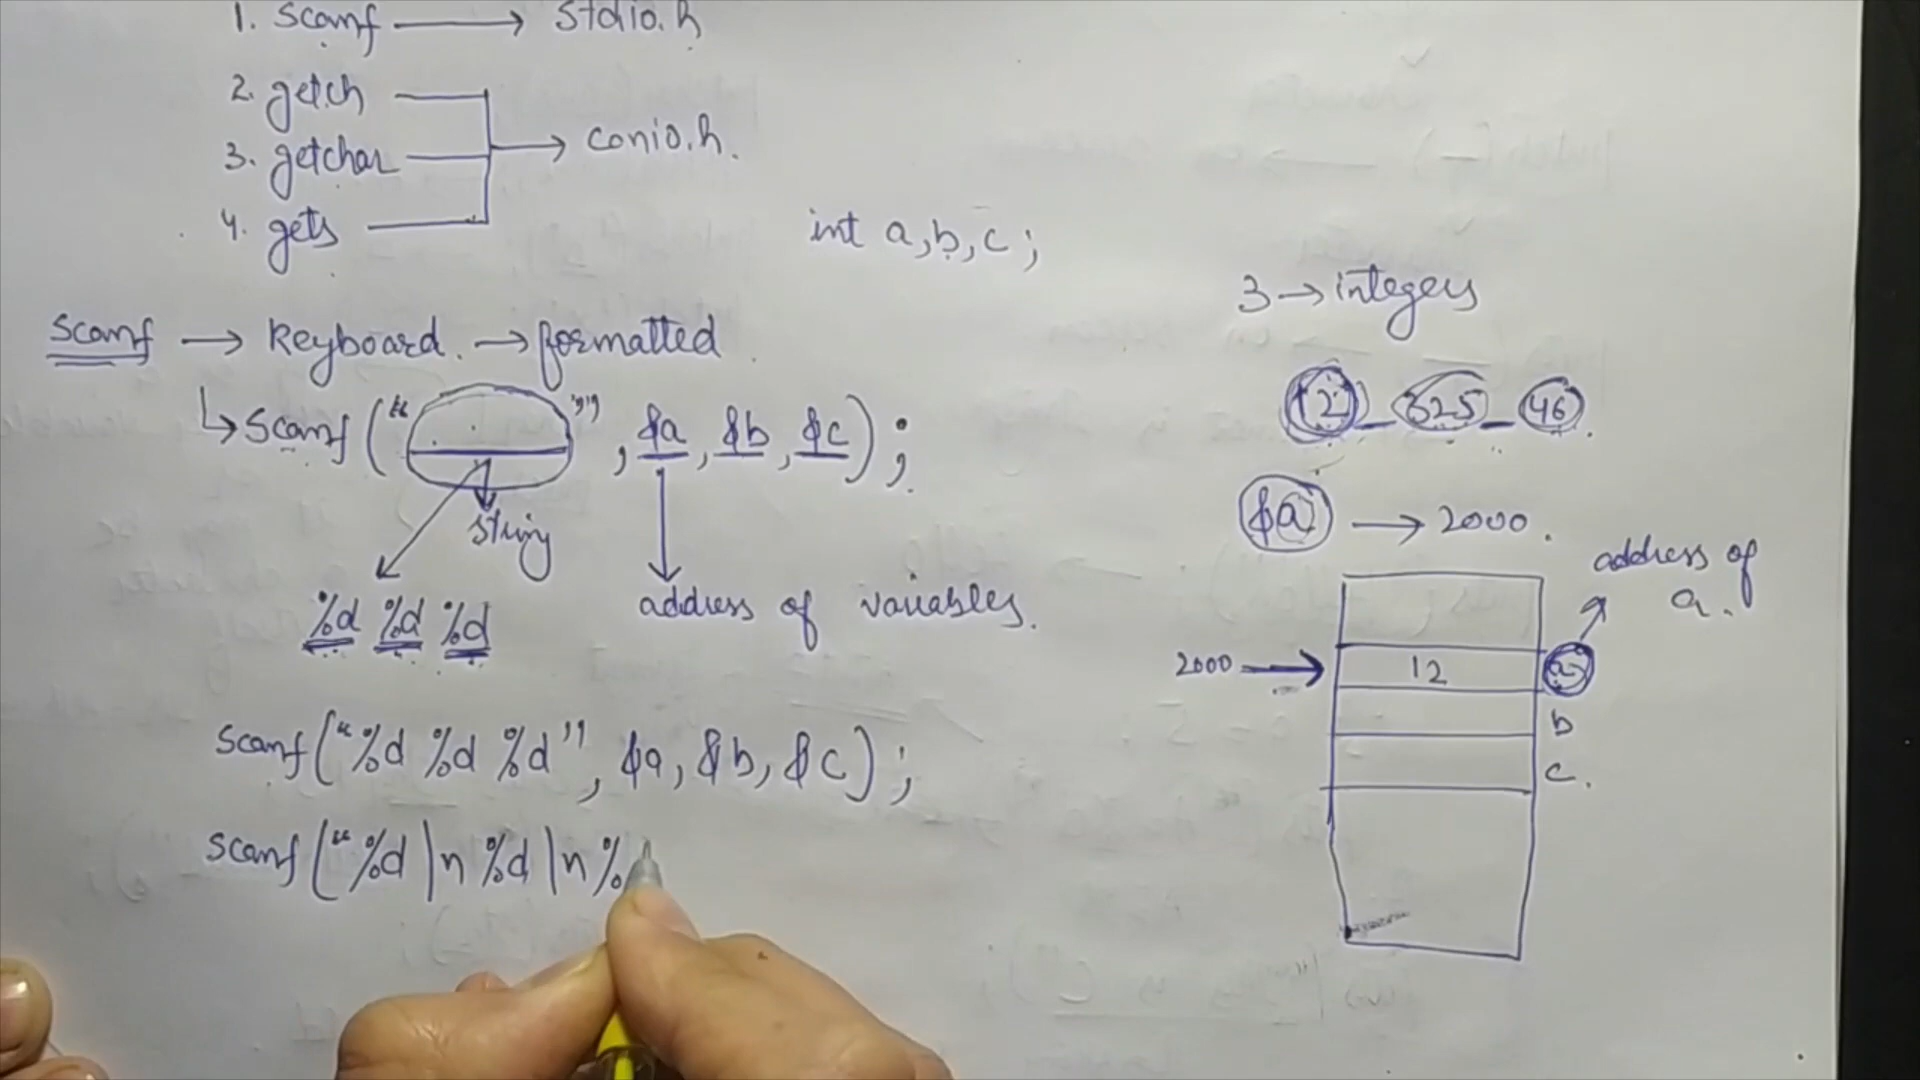 1. Scanf → Stdio.h
2. getch
3. getchar → conio.h.
4. gets
int a,b,c;
Scanf → Keyboard. → formatted.
Scanf (" ", &a, &b, &c);
String
%d %d %d
address of variables.
Scanf("%d %d %d", &a, &b, &c);
Scanf("%d \n %d \n %
3 → integers
12 _ 325 _ 46.
&a → 2000.
address of
a.
2000 → 12 a
b
c.